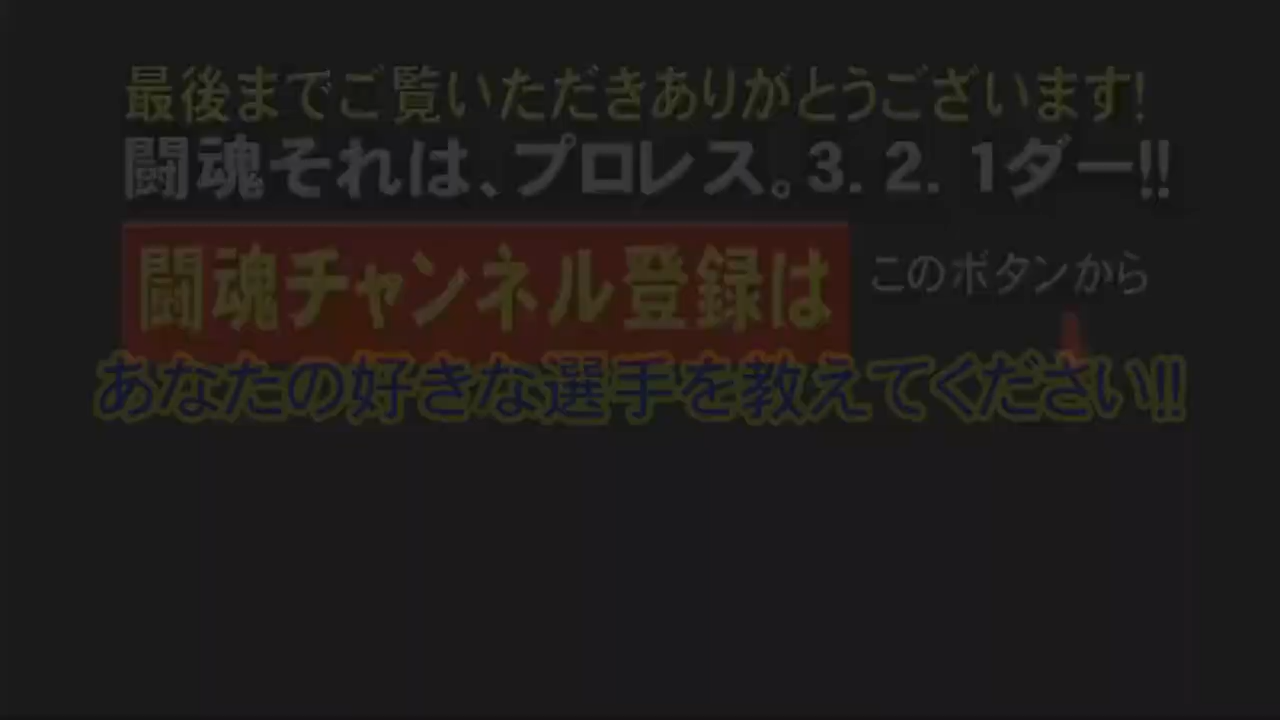 最後までご覧いただきありがとうございます!
闘魂それは、プロレス。3. 2. 1ダー!!
闘魂チャンネル登録は
このボタンから
あなたの好きな選手を教えてください!!